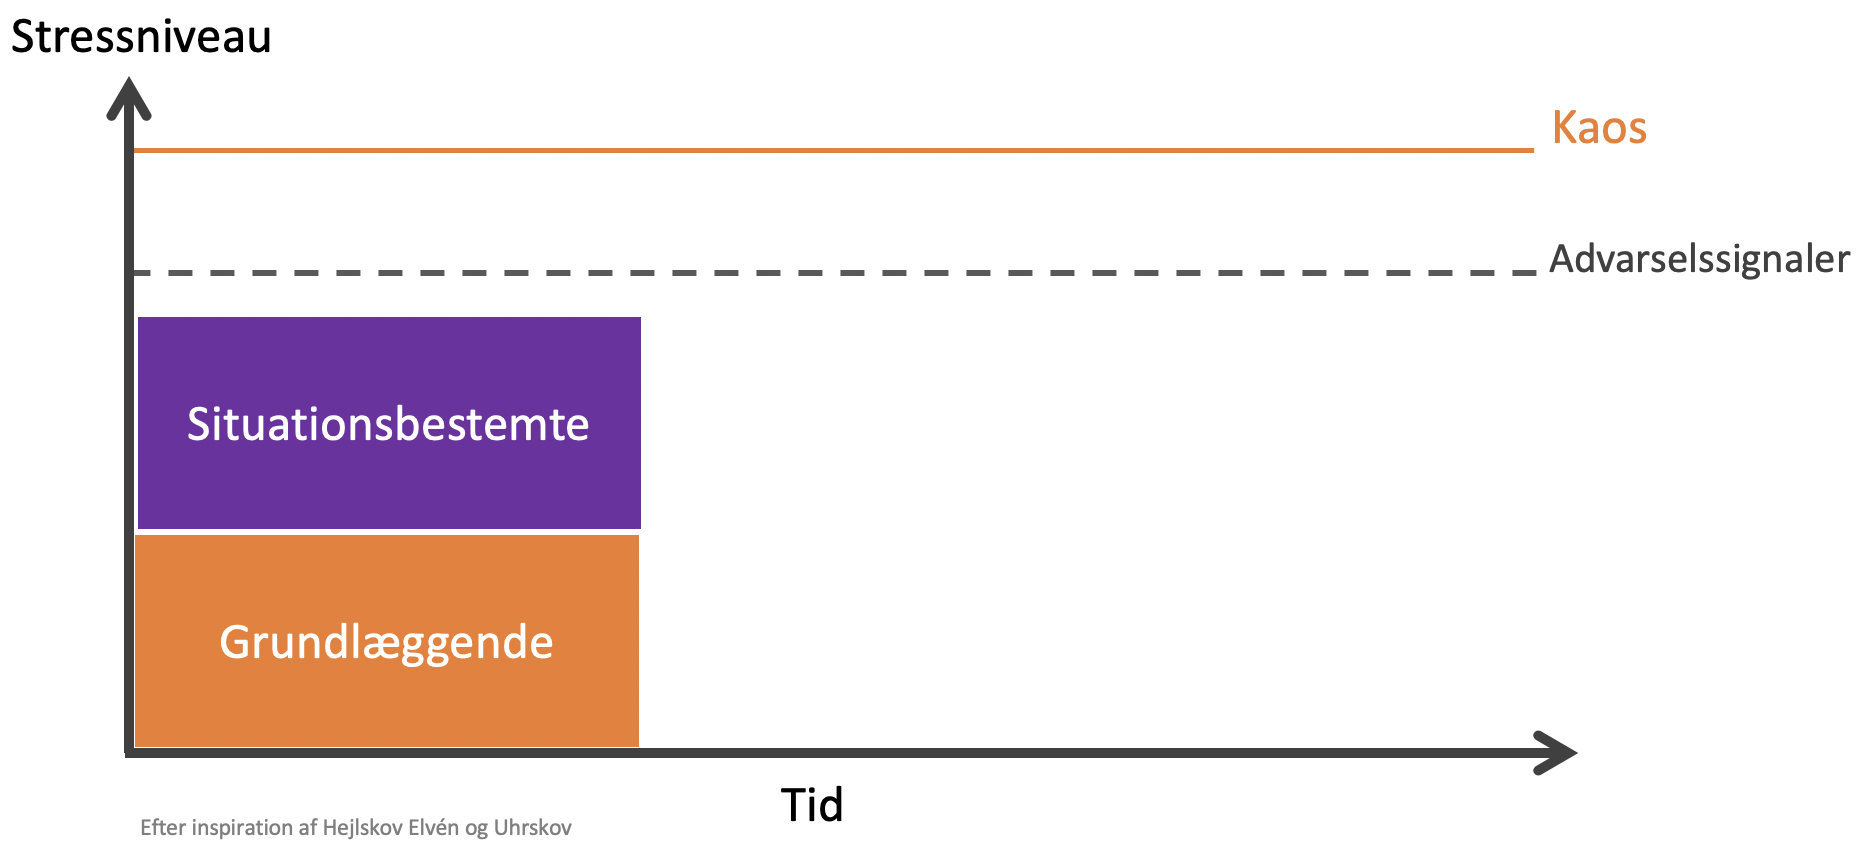 Stressniveau
Kaos
Advarselssignaler
Situationsbestemte
Grundlæggende
Tid
Efter inspiration af Hejlskov Elvén og Uhrskov